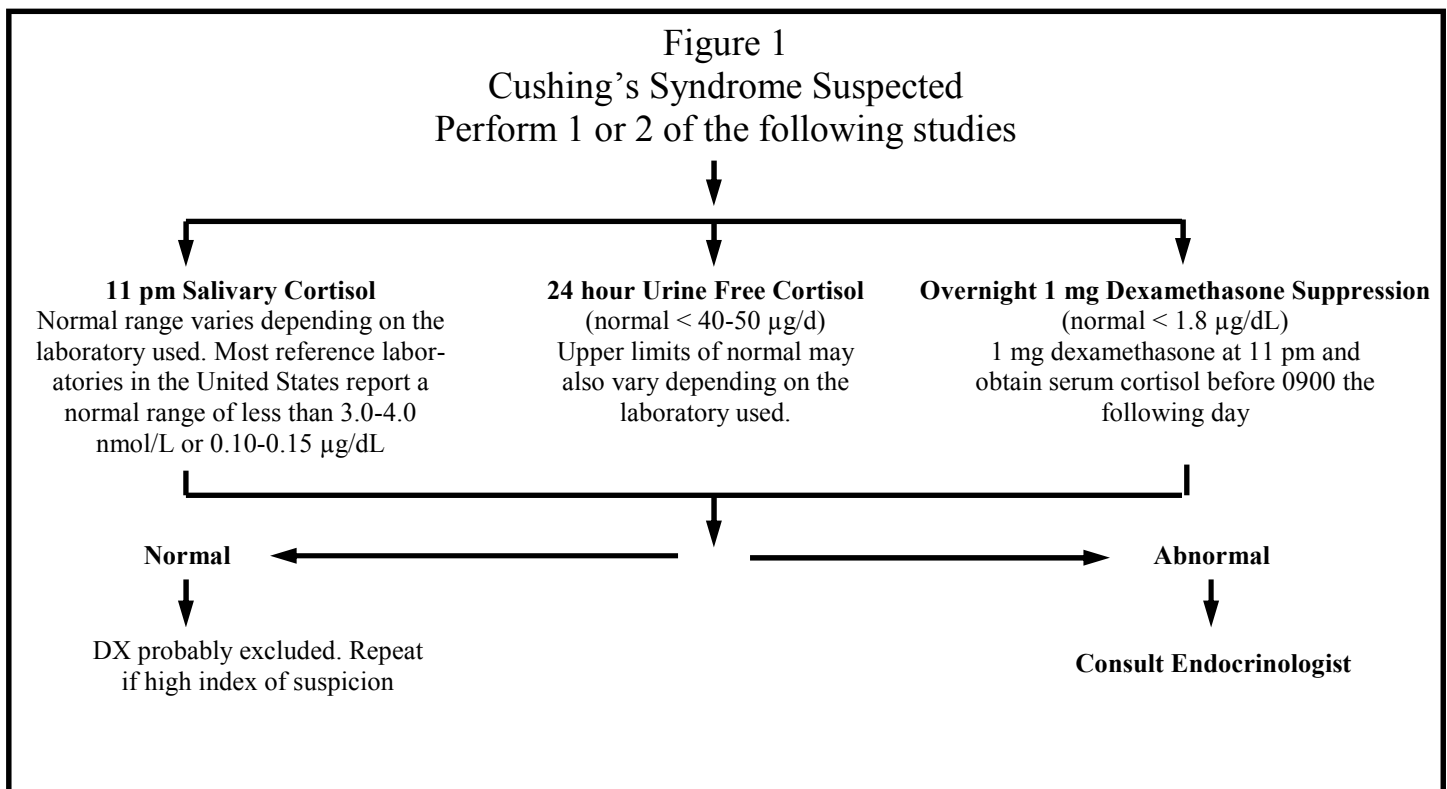 Figure 1
Cushing’s Syndrome Suspected
Perform 1 or 2 of the following studies
11 pm Salivary Cortisol
Normal range varies depending on the
laboratory used. Most reference labor-
atories in the United States report a
normal range of less than 3.0-4.0
nmol/L or 0.10-0.15 µg/dL
24 hour Urine Free Cortisol
(normal < 40-50 µg/d)
Upper limits of normal may
also vary depending on the
laboratory used.
Overnight 1 mg Dexamethasone Suppression
(normal < 1.8 µg/dL)
1 mg dexamethasone at 11 pm and
obtain serum cortisol before 0900 the
following day
Normal
Abnormal
DX probably excluded. Repeat
if high index of suspicion
Consult Endocrinologist